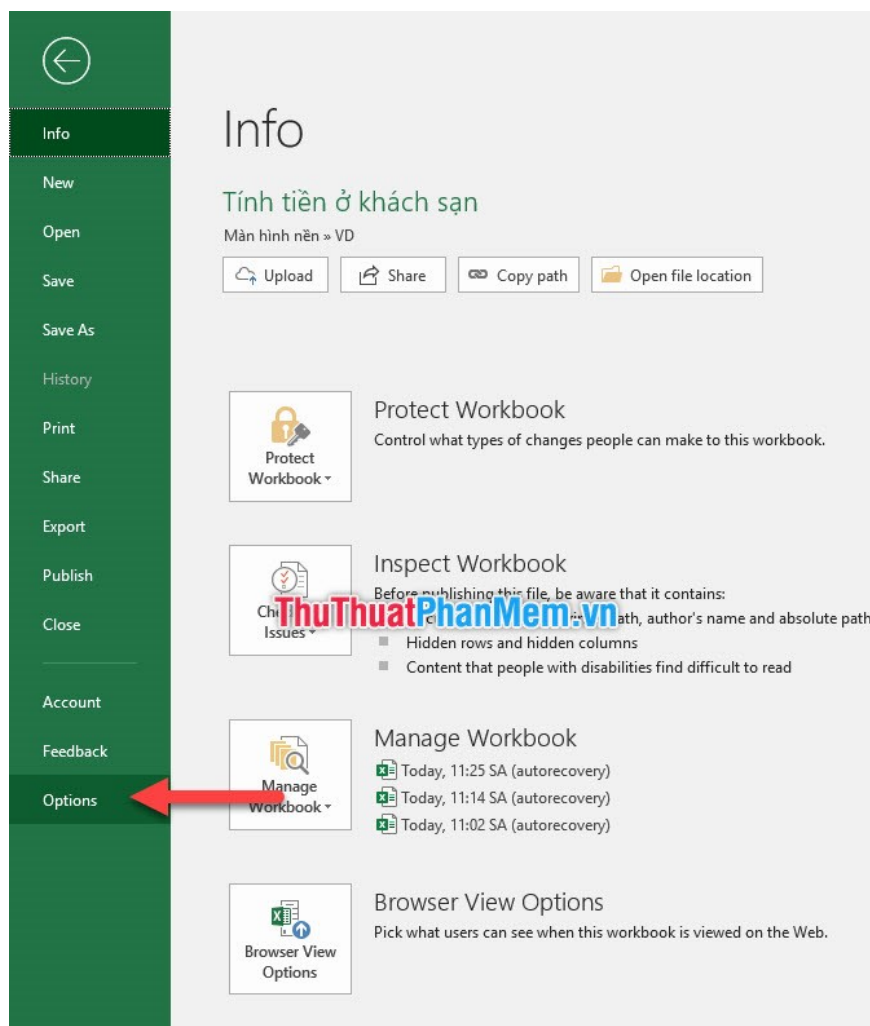 Info
New
Open
Save
Save As
History
Print
Share
Export
Publish
Close
Account
Feedback
Options
Info
Tính tiền ở khách sạn
Màn hình nền » VD
Upload
Share
Copy path
Open file location
Protect
Workbook
Protect Workbook
Control what types of changes people can make to this workbook.
Issues
Inspect Workbook
Before publishing this file, be aware that it contains:
ThuThuatPhanMem.vn
path, author's name and absolute path
Hidden rows and hidden columns
Content that people with disabilities find difficult to read
Manage
Workbook
Manage Workbook
Today, 11:25 SA (autorecovery)
Today, 11:14 SA (autorecovery)
Today, 11:02 SA (autorecovery)
Browser View
Options
Browser View Options
Pick what users can see when this workbook is viewed on the Web.